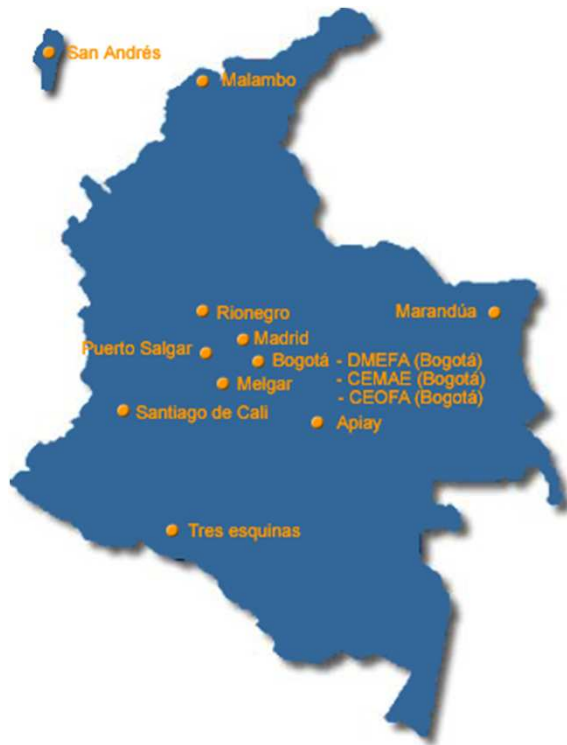 San Andrés
Malambo
Ríonegro
Marandúa
Madrid
Puerto Salgar
Bogotá - DMEFA (Bogotá)
- CEMAE (Bogotá)
- CEOFA (Bogotá)
Melgar
Santiago de Cali
Apiay
Tres esquinas